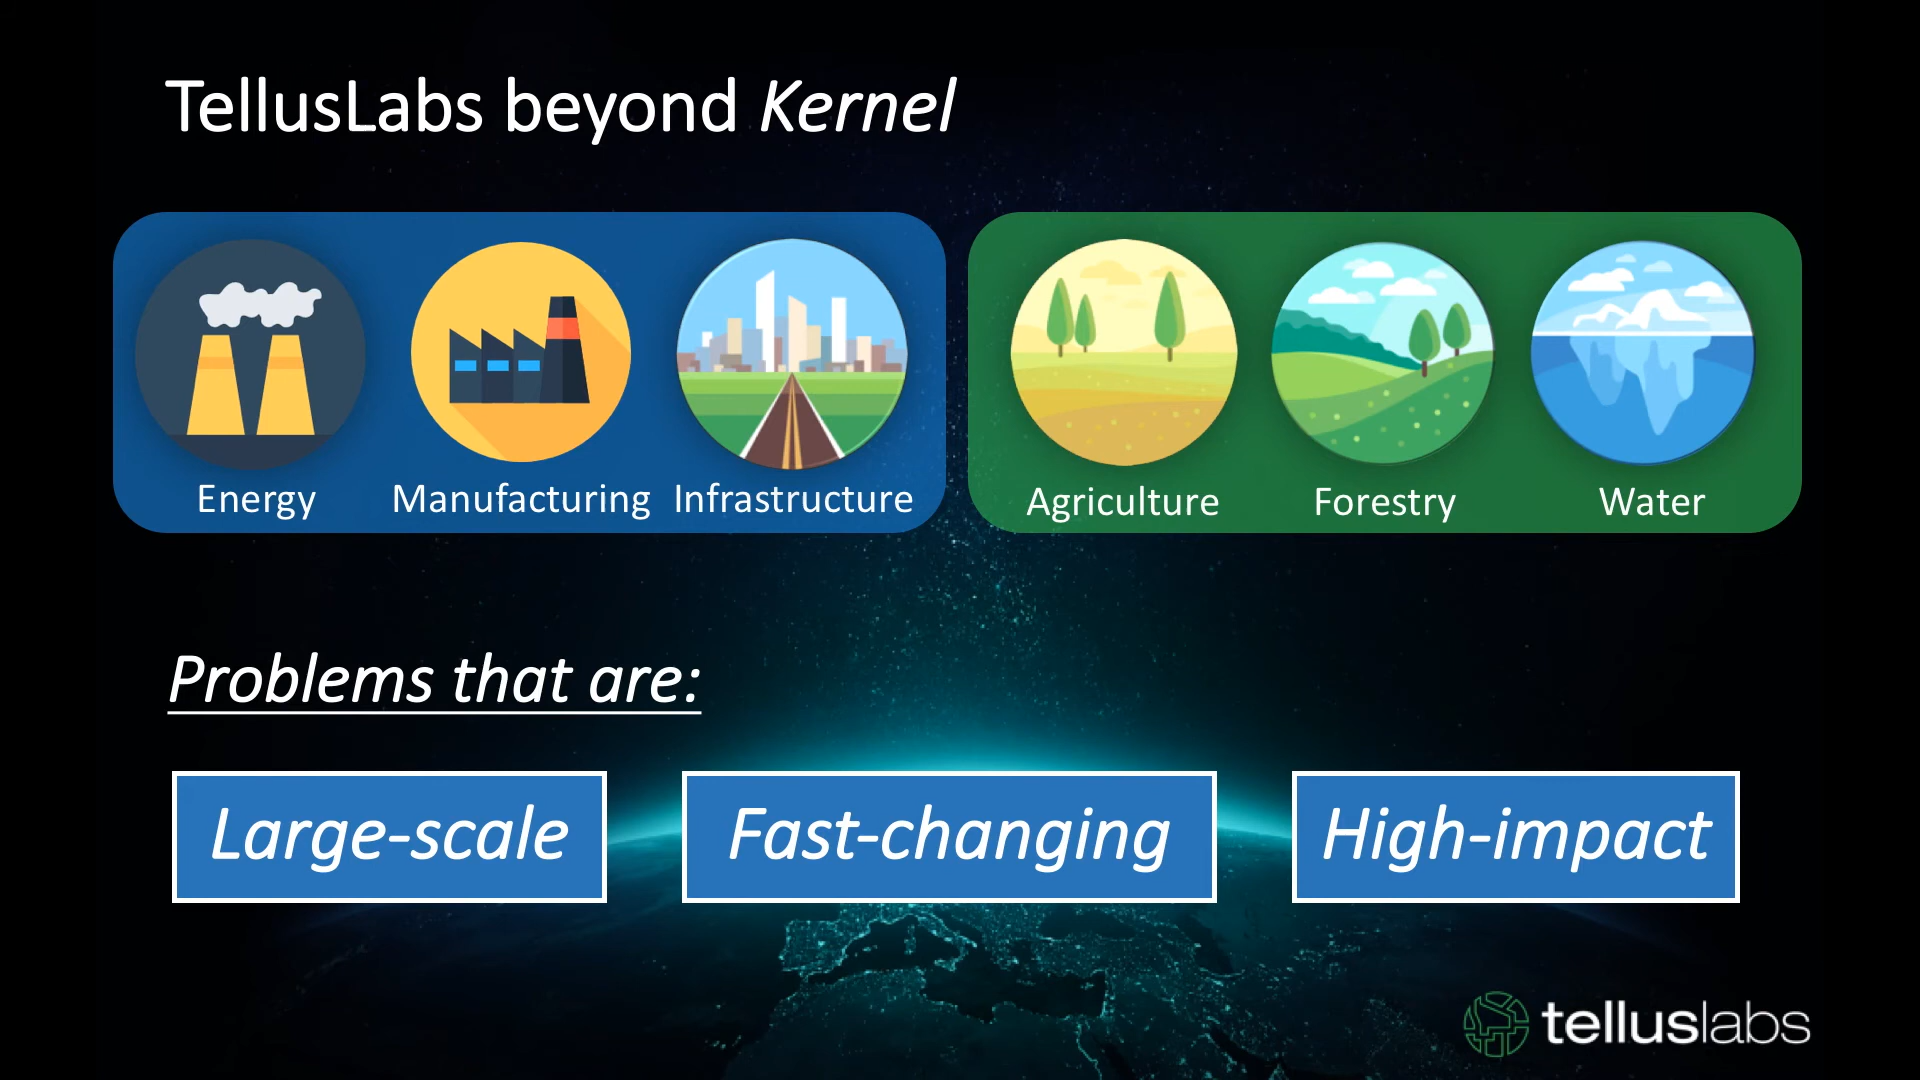 TellusLabs beyond Kernel
Energy
Manufacturing
Infrastructure
Agriculture
Forestry
Water
Problems that are:
Large-scale
Fast-changing
High-impact
telluslabs